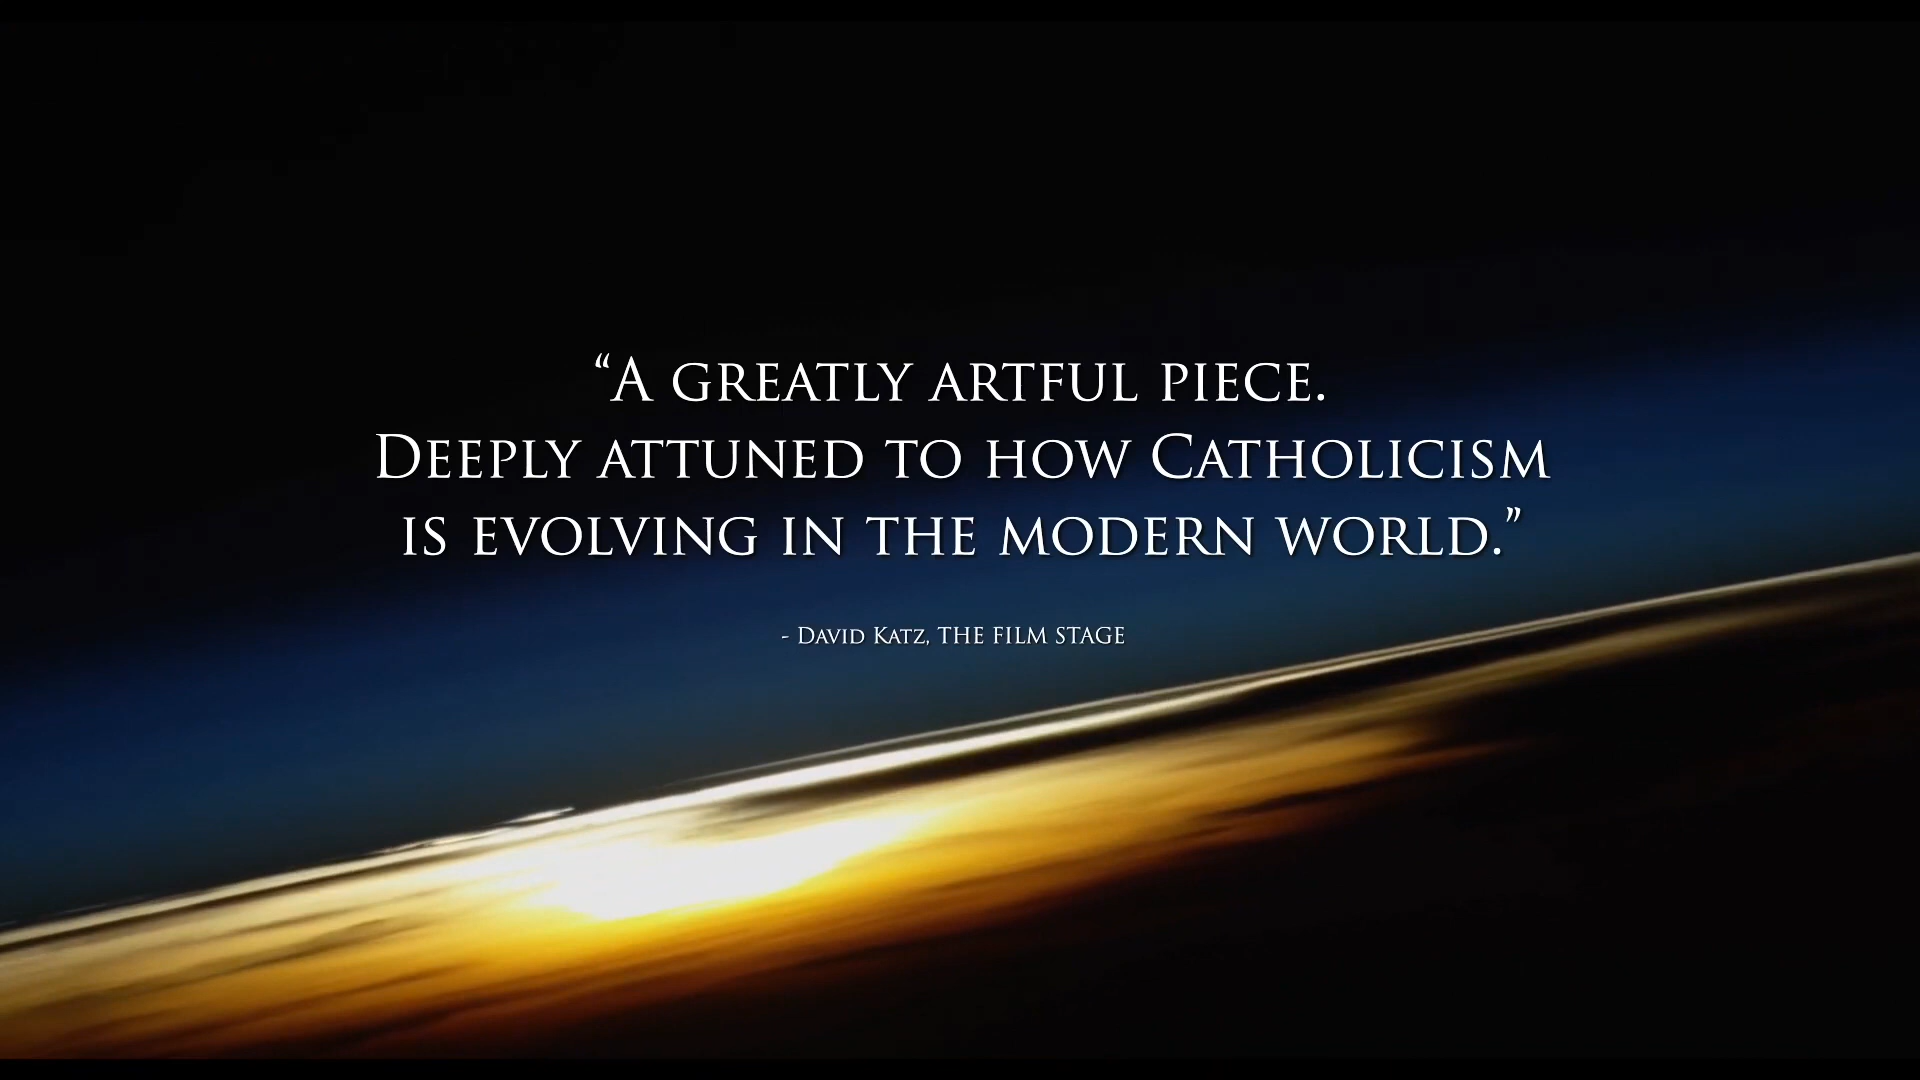 “A greatly artful piece.
Deeply attuned to how Catholicism
is evolving in the modern world.”
- David Katz, THE FILM STAGE